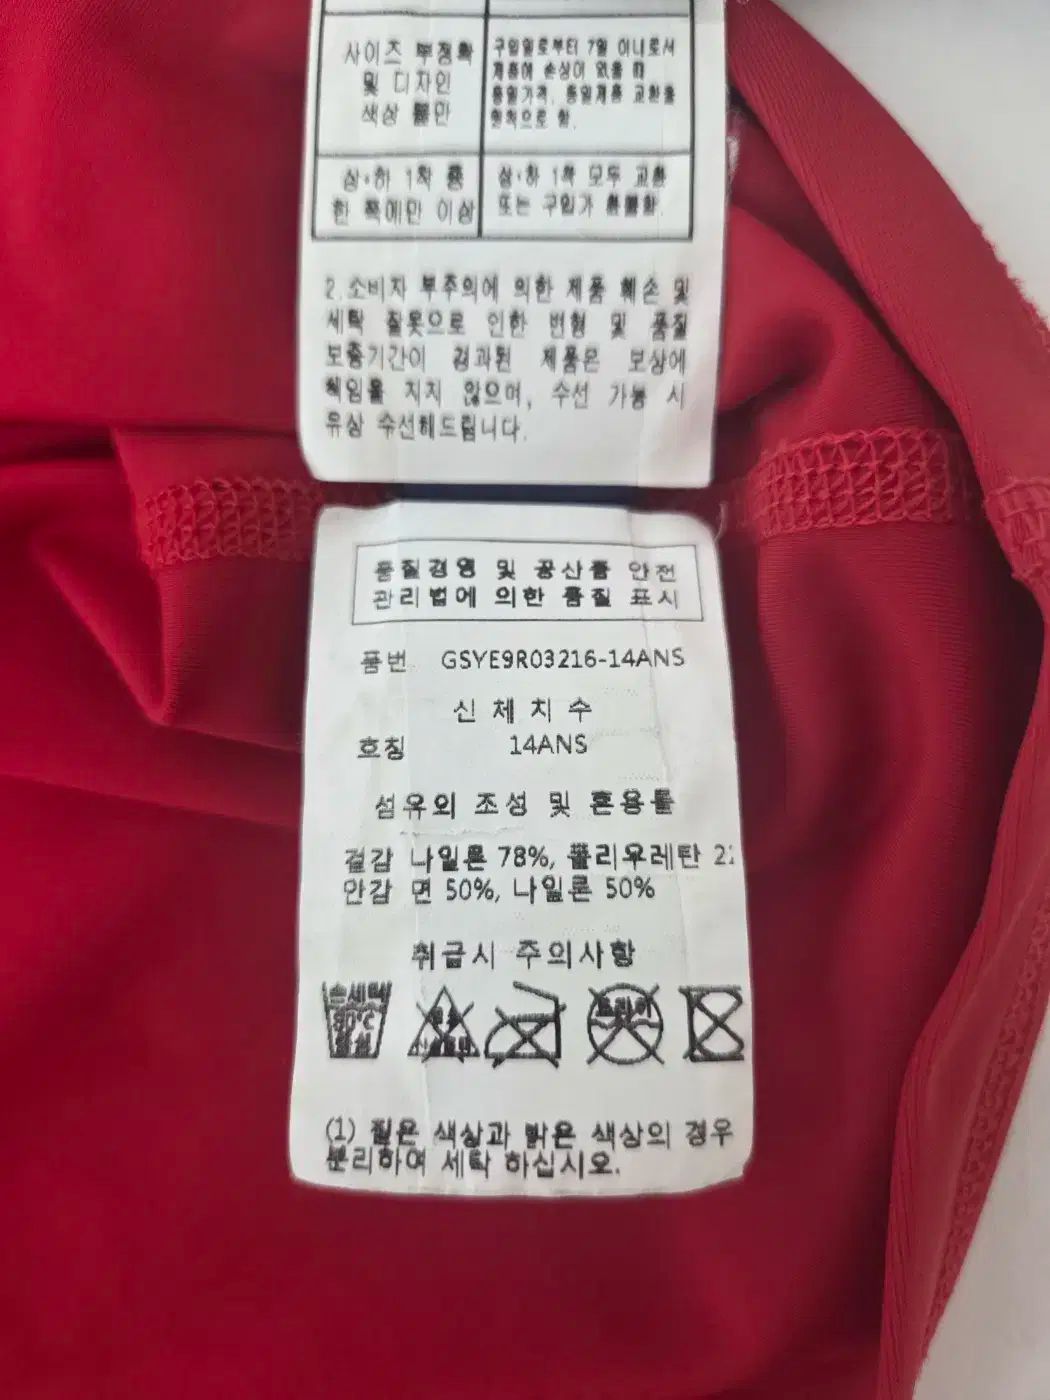 사이즈 부정확
및 디자인
색상 불만
구입일로부터 7일 이내로서
제품에 손상이 없을 때
동일가격, 동일제품 교환을
원칙으로 함.
상·하 1착 중
한 쪽에만 이상
상·하 1착 모두 교환
또는 구입가 환불함.
2.소비자 부주의에 의한 제품 훼손 및
세탁 잘못으로 인한 변형 및 품질
보증기간이 경과된 제품은 보상에
책임을 지지 않으며, 수선 가능 시
유상 수선해드립니다.
품질경영 및 공산품 안전
관리법에 의한 품질 표시
품번 GSYE9R03216-14ANS
신체치수
호칭 14ANS
섬유의 조성 및 혼용률
겉감 나일론 78%, 폴리우레탄
안감 면 50%, 나일론 50%
취급시 주의사항
손세탁
30℃
중성
드라이
(1) 짙은 색상과 밝은 색상의 경우
분리하여 세탁 하십시오.